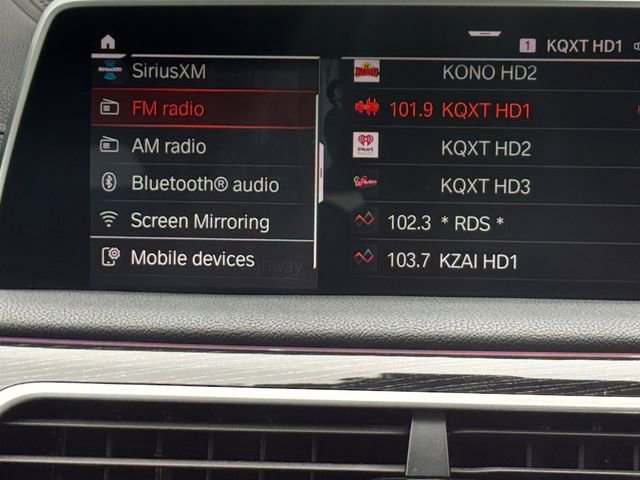 1 KQXT HD1
SiriusXM
FM radio
AM radio
Bluetooth® audio
Screen Mirroring
Mobile devices
KONO HD2
101.9 KQXT HD1
iHeart
KQXT HD2
KQXT HD3
102.3 * RDS *
103.7 KZAI HD1